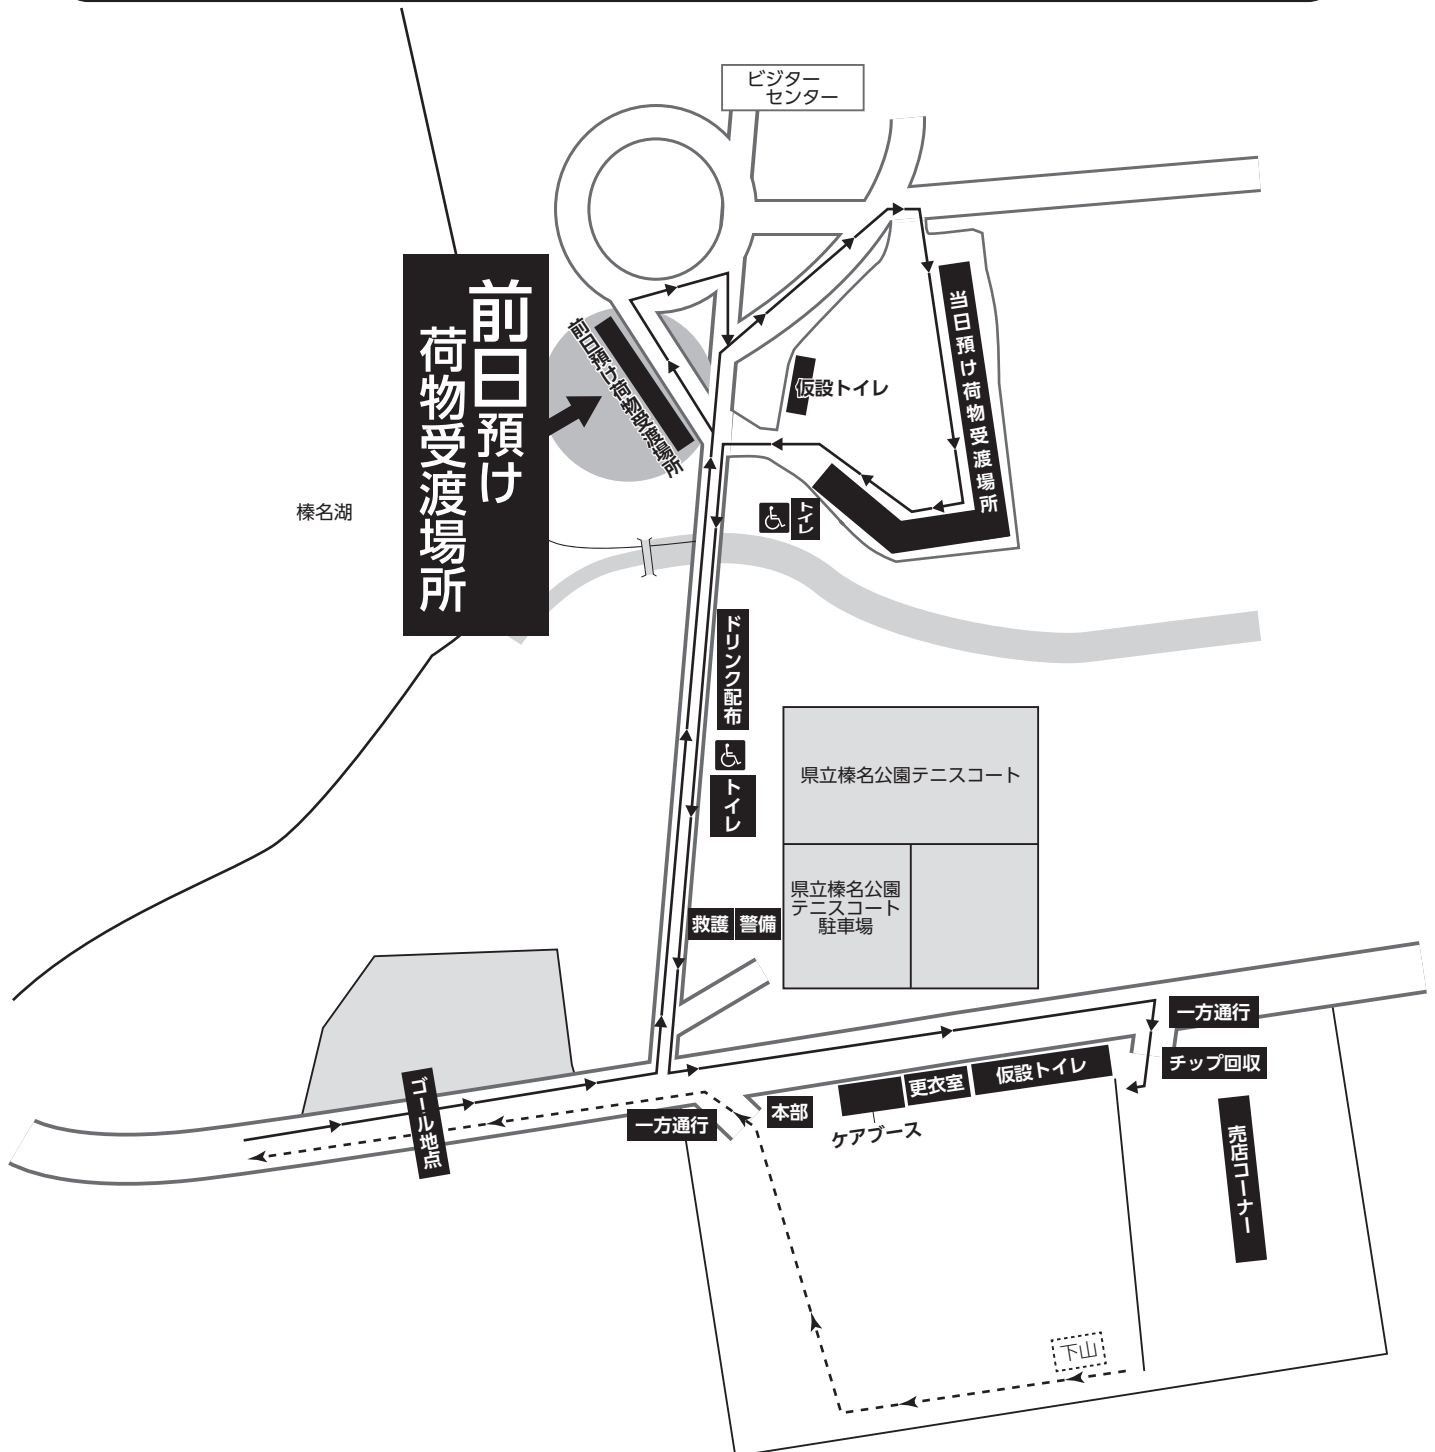 ビジター
センター
前日預け
荷物受渡場所
前日預け荷物受渡場所
当日預け荷物受渡場所
仮設トイレ
榛名湖
トイレ
ドリンク配布
トイレ
県立榛名公園テニスコート
県立榛名公園
テニスコート
駐車場
救護
警備
一方通行
チップ回収
仮設トイレ
更衣室
ケアブース
本部
一方通行
ゴール地点
売店コーナー
下山